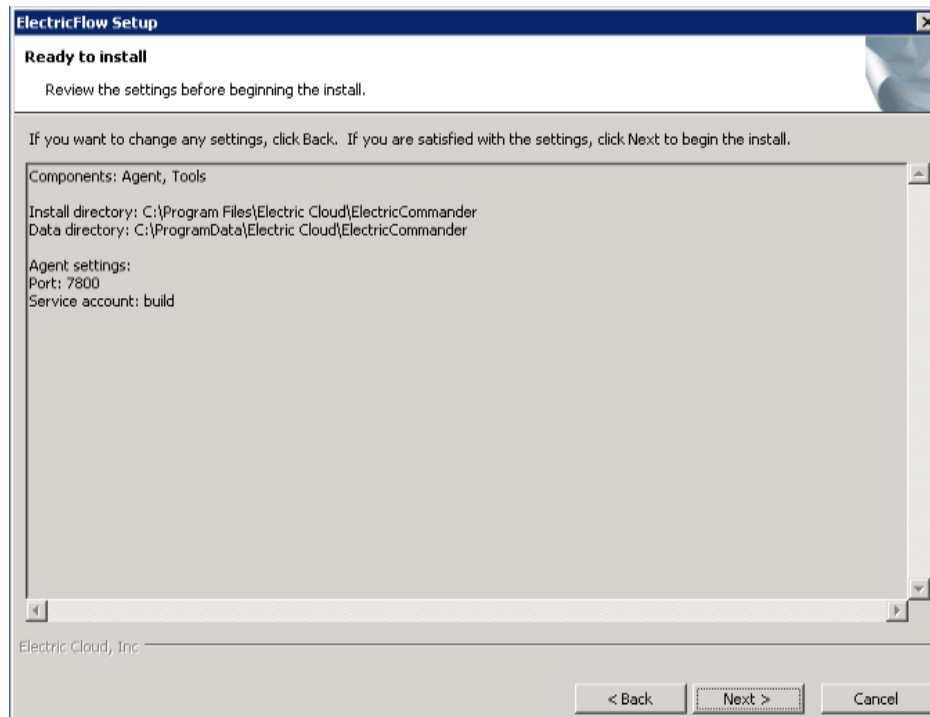 ElectricFlow Setup
Ready to install
Review the settings before beginning the install.
If you want to change any settings, click Back. If you are satisfied with the settings, click Next to begin the install.
Components: Agent, Tools
Install directory: C:\Program Files\Electric Cloud\ElectricCommander
Data directory: C:\ProgramData\Electric Cloud\ElectricCommander
Agent settings:
Port: 7800
Service account: build
Electric Cloud, Inc
< Back
Next >
Cancel